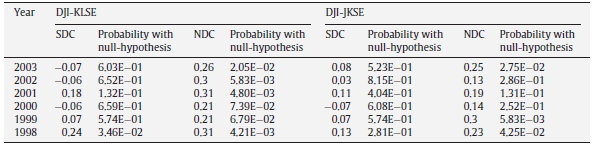 Year DJI-KLSE DJI-JKSE
SDC Probability with NDC Probability with SDC Probability with NDC Probability with
null-hypothesis null-hypothesis null-hypothesis null-hypothesis
2003 −0.07 6.03E−01 0.26 2.05E−02 0.08 5.23E−01 0.25 2.75E−02
2002 −0.06 6.52E−01 0.3 5.83E−03 0.03 8.15E−01 0.13 2.86E−01
2001 0.18 1.32E−01 0.31 4.80E−03 0.11 4.04E−01 0.19 1.31E−01
2000 −0.06 6.59E−01 0.21 7.39E−02 −0.07 6.08E−01 0.14 2.52E−01
1999 0.07 5.74E−01 0.21 6.79E−02 0.07 5.74E−01 0.3 5.83E−03
1998 0.24 3.46E−02 0.31 4.21E−03 0.13 2.81E−01 0.23 4.25E−02